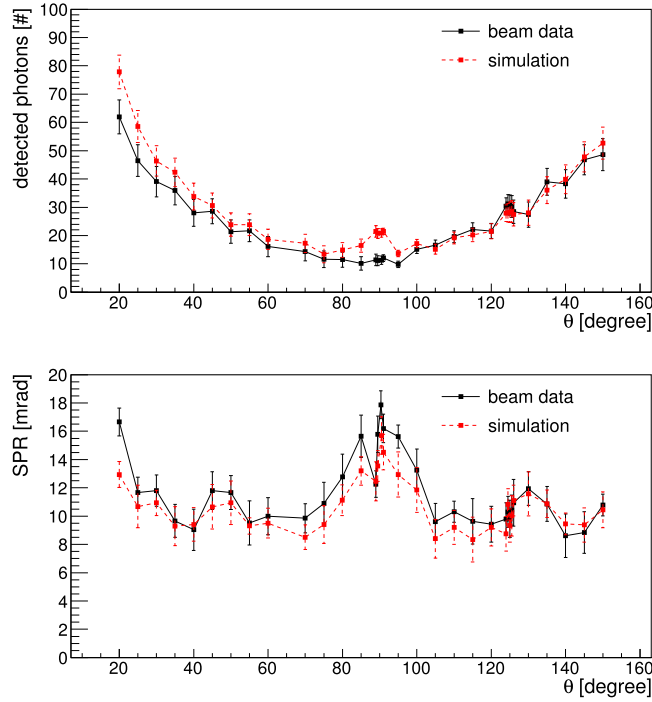 detected photons [#]
100
90
80
70
60
50
40
30
20
10
0
beam data
simulation
20 40 60 80 100 120 140 160
θ [degree]
SPR [mrad]
20
18
16
14
12
10
8
6
4
2
0
beam data
simulation
20 40 60 80 100 120 140 160
θ [degree]